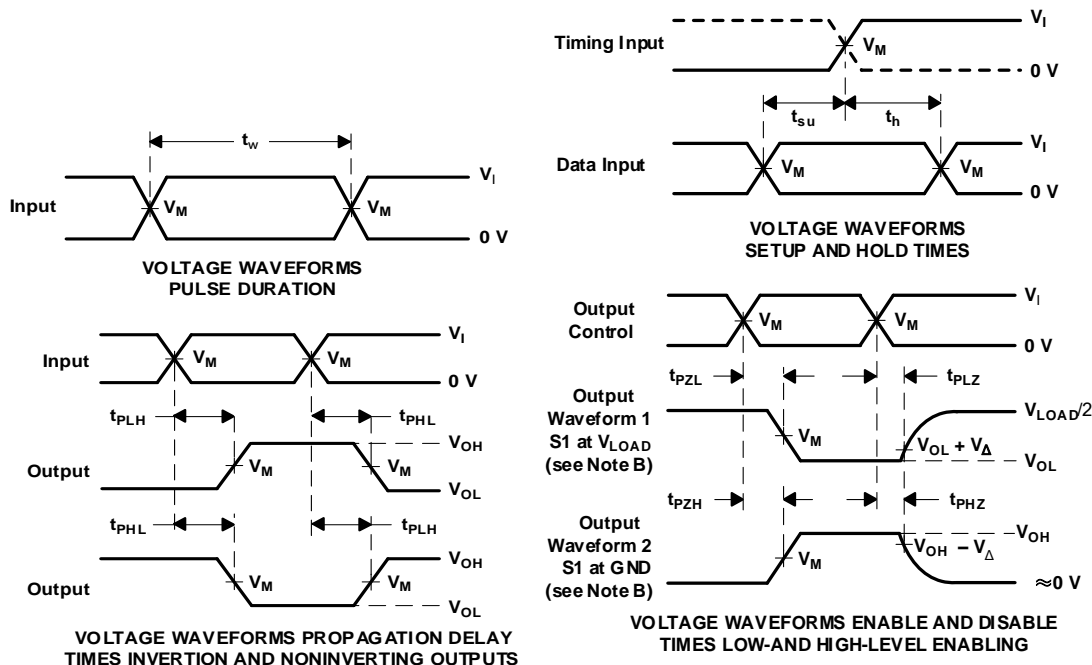 t_w
V_I
Input
V_M
V_M
0 V
VOLTAGE WAVEFORMS
PULSE DURATION
V_I
Timing Input
V_M
0 V
t_su
t_h
V_I
Data Input
V_M
V_M
0 V
VOLTAGE WAVEFORMS
SETUP AND HOLD TIMES
V_I
Input
V_M
V_M
0 V
t_PLH
t_PHL
V_OH
Output
V_M
V_M
V_OL
t_PHL
t_PLH
V_OH
Output
V_M
V_M
V_OL
VOLTAGE WAVEFORMS PROPAGATION DELAY
TIMES INVERTION AND NONINVERTING OUTPUTS
V_I
Output
Control
V_M
V_M
0 V
t_PZL
t_PLZ
Output
Waveform 1
S1 at V_LOAD
(see Note B)
V_LOAD/2
V_M
V_OL + V_Δ
V_OL
t_PZH
t_PHZ
Output
Waveform 2
S1 at GND
(see Note B)
V_OH
V_M
V_OH − V_Δ
≈0 V
VOLTAGE WAVEFORMS ENABLE AND DISABLE
TIMES LOW-AND HIGH-LEVEL ENABLING